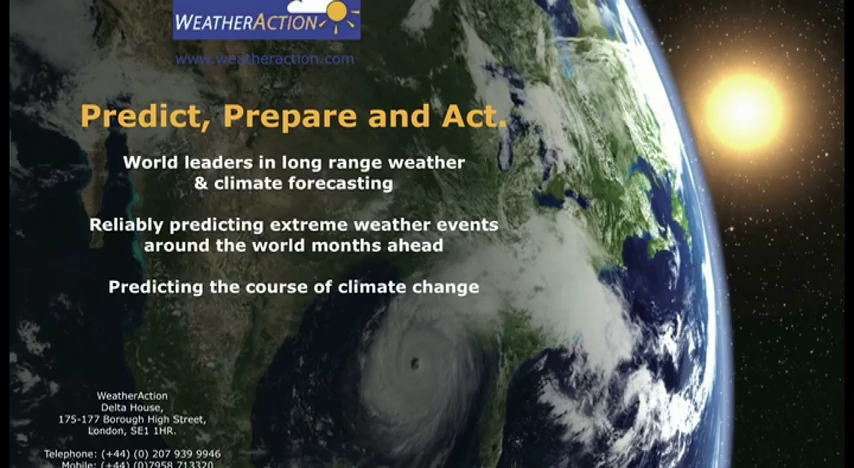 WEATHERACTION
www.weatheraction.com
Predict, Prepare and Act.
World leaders in long range weather
& climate forecasting
Reliably predicting extreme weather events
around the world months ahead
Predicting the course of climate change
WeatherAction
Delta House,
175-177 Borough High Street,
London, SE1 1HR.
Telephone: (+44) (0) 207 939 9946
Mobile: (+44) (0)7958 713320